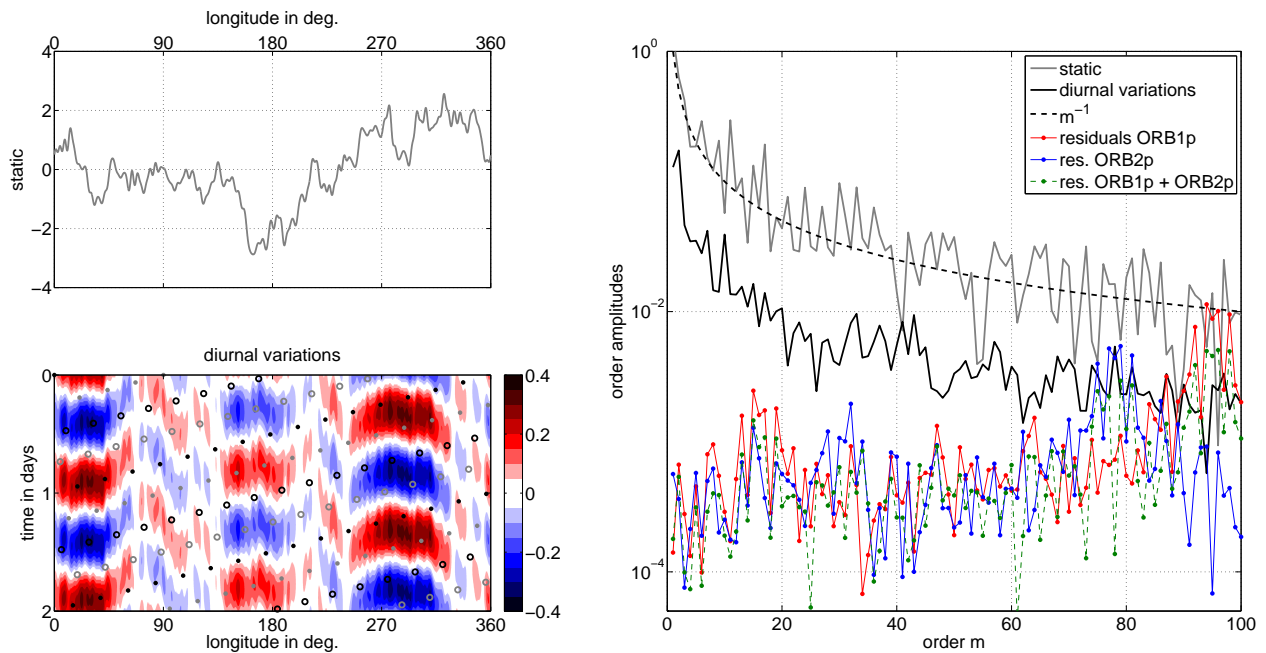 longitude in deg.
0 90 180 270 360
4
2
0
−2
−4
static
diurnal variations
0
1
2
time in days
0 90 180 270 360
longitude in deg.
0.4
0.2
0
−0.2
−0.4
10^0
10^−2
10^−4
order amplitudes
0 20 40 60 80 100
order m
static
diurnal variations
m^−1
residuals ORB1p
res. ORB2p
res. ORB1p + ORB2p